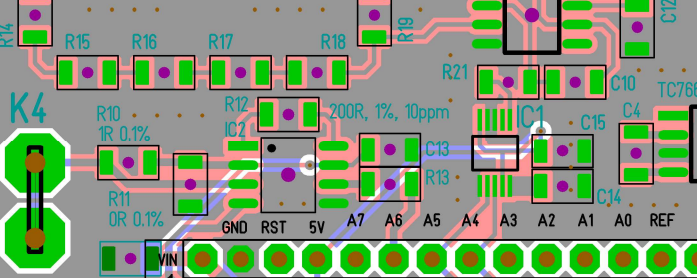 R14
R19
C12
R15 R16 R17 R18
R21
C10
TC766
K4
R10
1R 0.1%
R12
200R, 1%, 10ppm
IC2
IC1
C4
C15
C13
R11
0R 0.1%
R13
C14
GND RST 5V A7 A6 A5 A4 A3 A2 A1 A0 REF
VIN